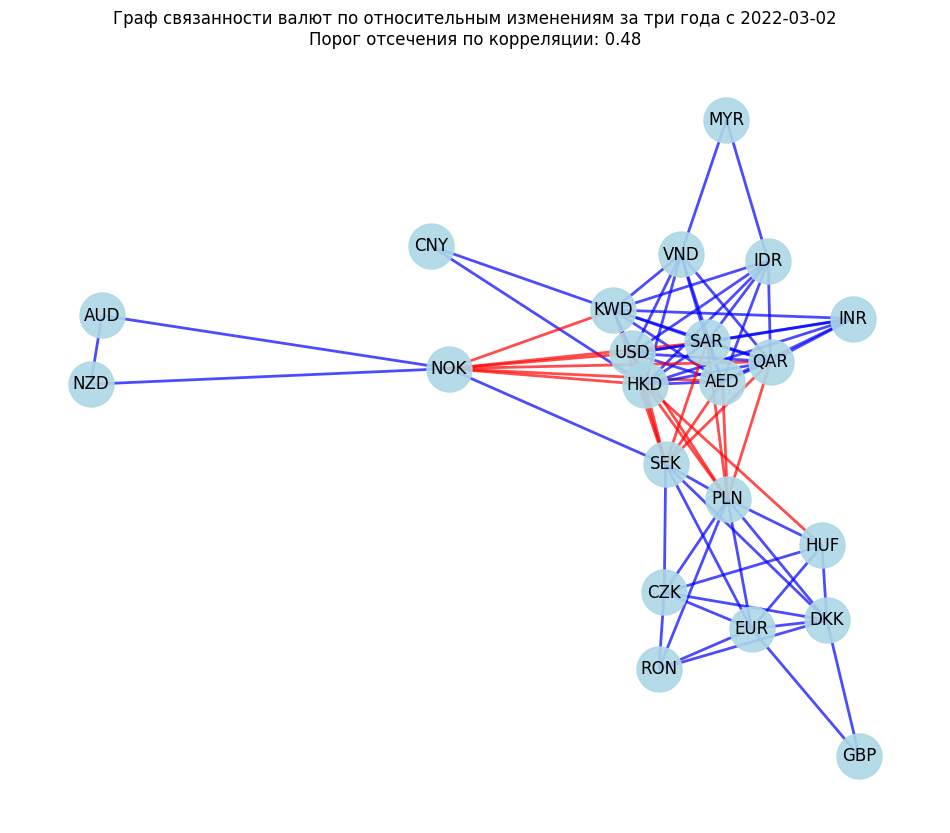 Граф связанности валют по относительным изменениям за три года с 2022-03-02
Порог отсечения по корреляции: 0.48
MYR
CNY
VND
IDR
KWD
AUD
INR
SAR
USD
QAR
NOK
AED
HKD
NZD
SEK
PLN
HUF
CZK
DKK
EUR
RON
GBP